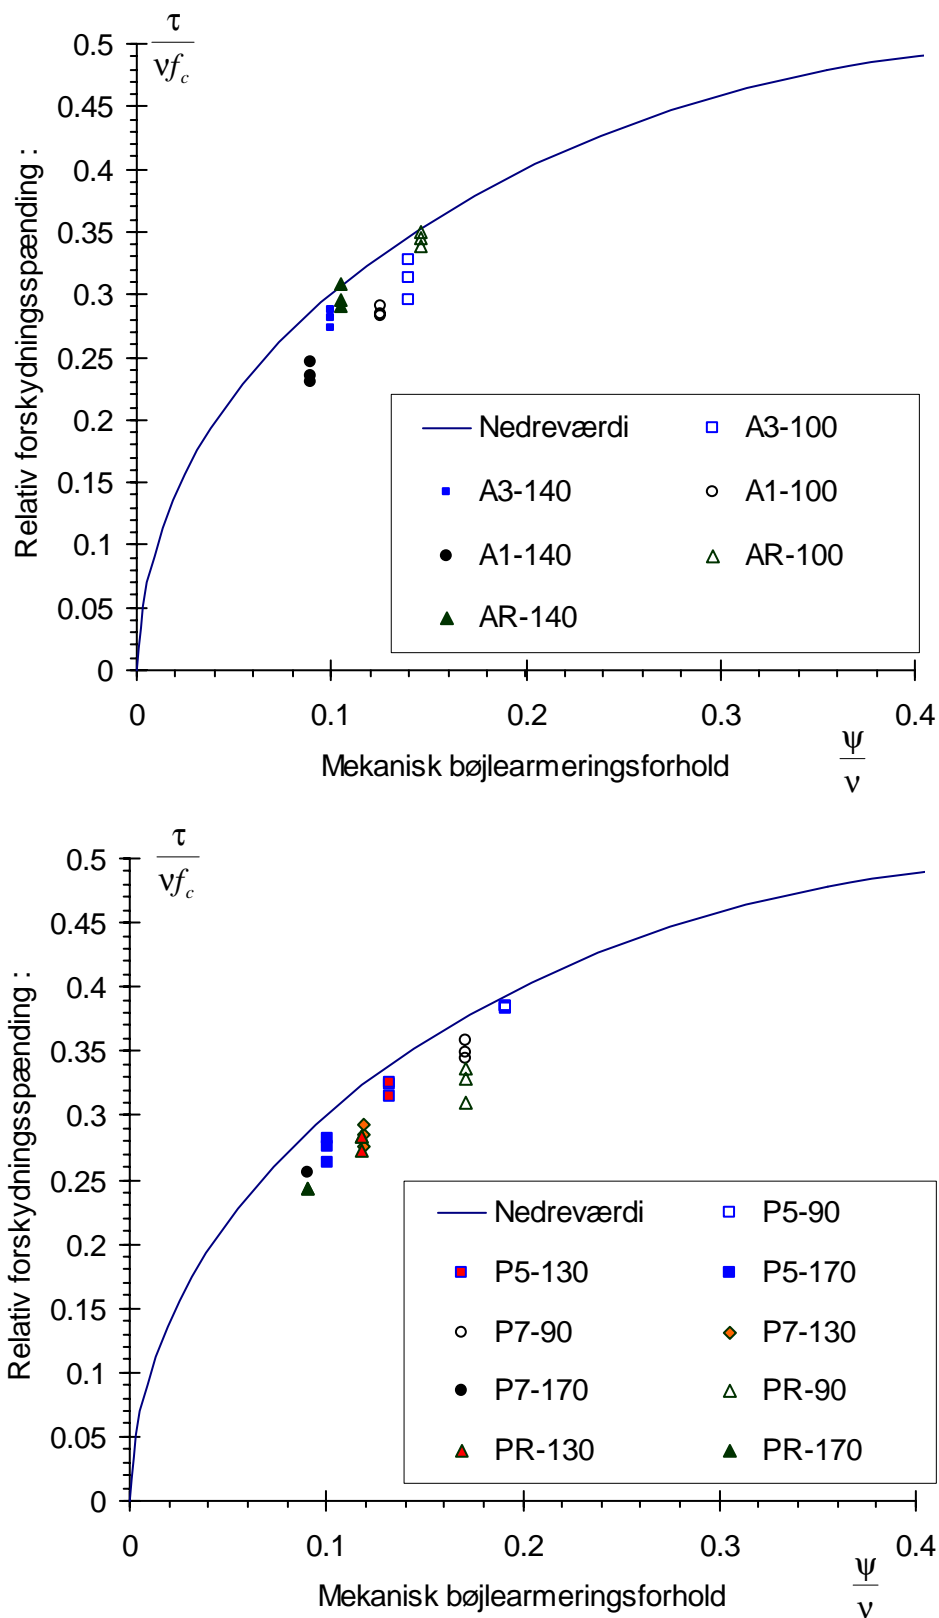 τ
νf_c
0.5
0.45
0.4
0.35
0.3
0.25
0.2
0.15
0.1
0.05
0
Relativ forskydningsspænding :
Nedreværdi
A3-100
A3-140
A1-100
A1-140
AR-100
AR-140
0
0.1
0.2
0.3
0.4
Mekanisk bøjlearmeringsforhold
ψ
ν
τ
νf_c
0.5
0.45
0.4
0.35
0.3
0.25
0.2
0.15
0.1
0.05
0
Relativ forskydningsspænding :
Nedreværdi
P5-90
P5-130
P5-170
P7-90
P7-130
P7-170
PR-90
PR-130
PR-170
0
0.1
0.2
0.3
0.4
Mekanisk bøjlearmeringsforhold
ψ
ν